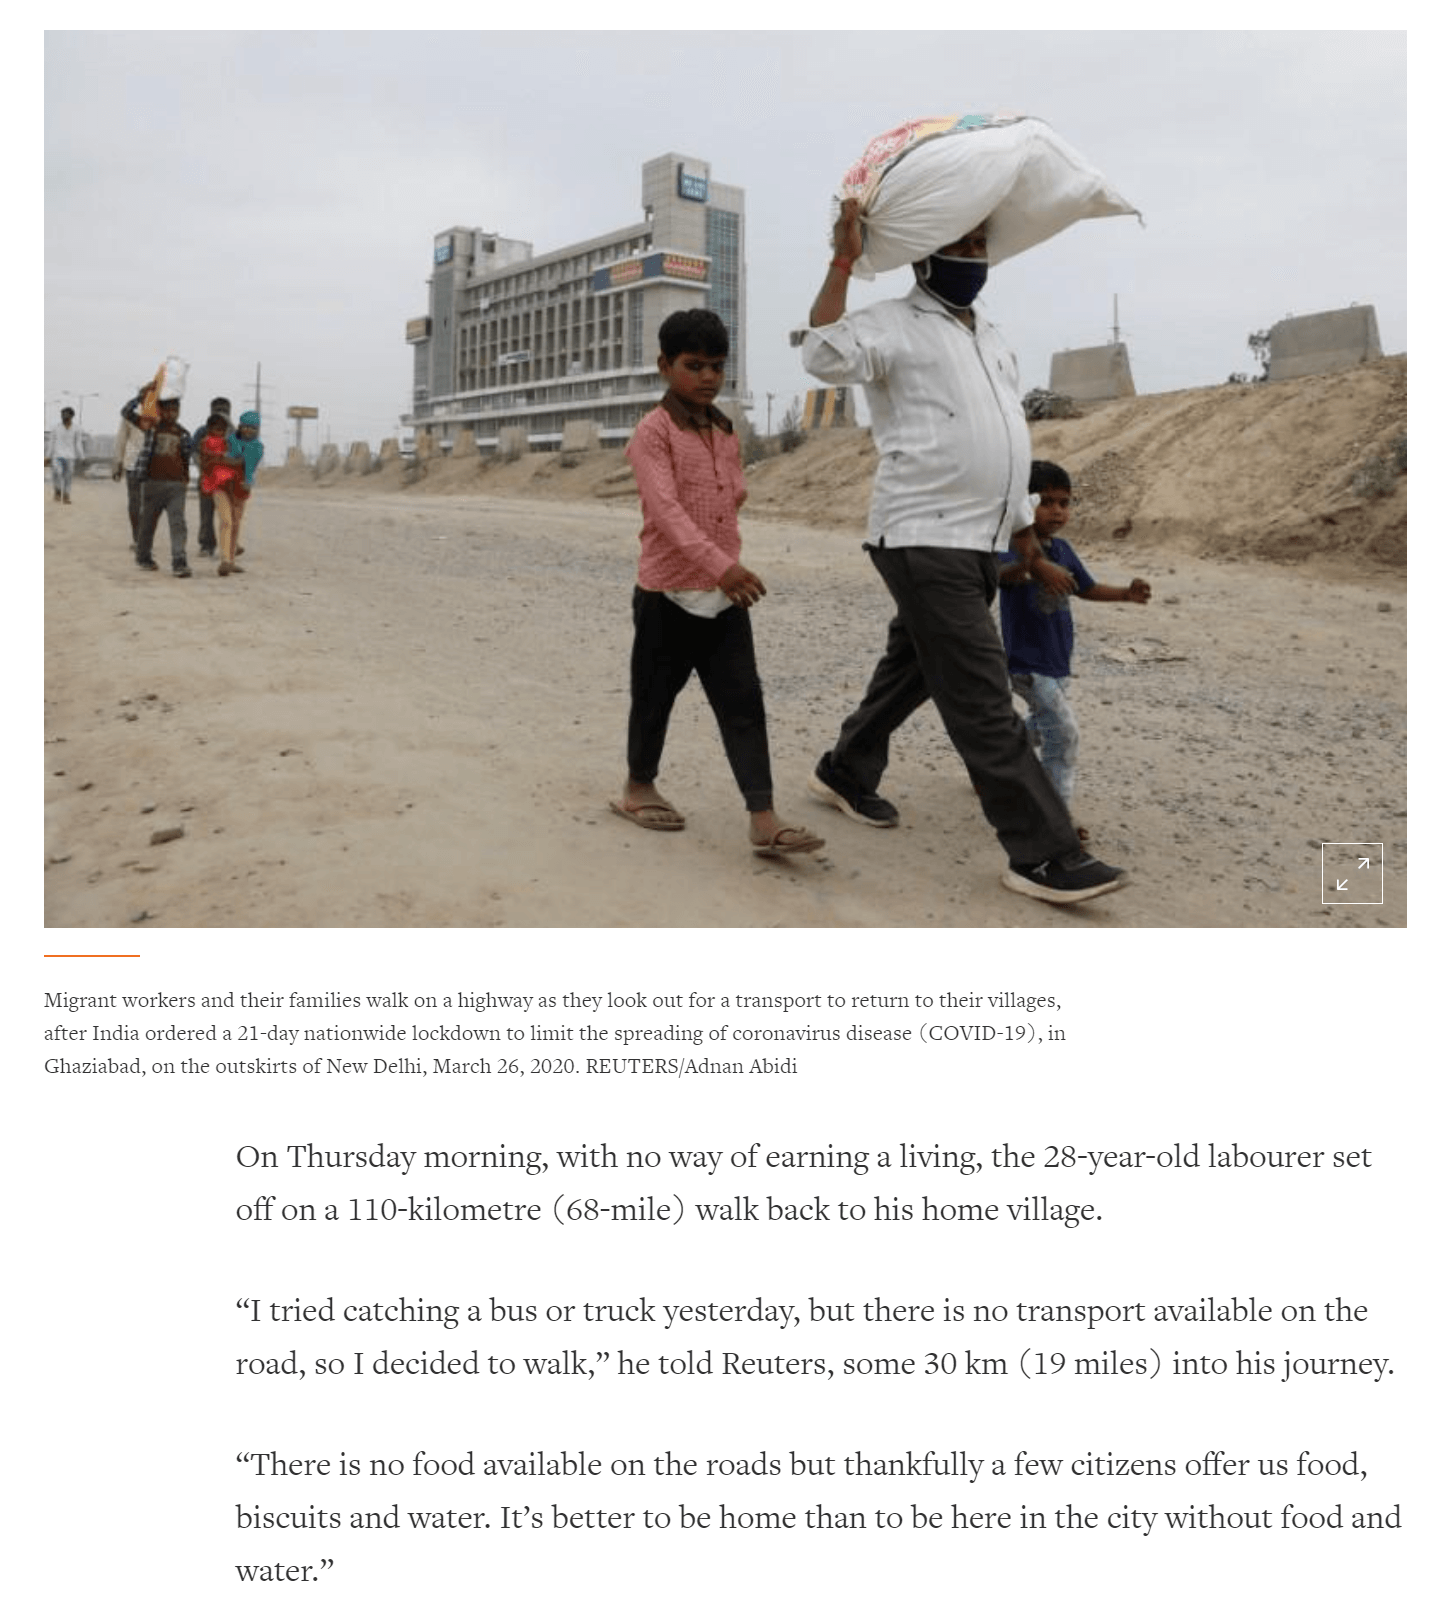 Migrant workers and their families walk on a highway as they look out for a transport to return to their villages,
after India ordered a 21-day nationwide lockdown to limit the spreading of coronavirus disease (COVID-19), in
Ghaziabad, on the outskirts of New Delhi, March 26, 2020. REUTERS/Adnan Abidi
On Thursday morning, with no way of earning a living, the 28-year-old labourer set
off on a 110-kilometre (68-mile) walk back to his home village.
“I tried catching a bus or truck yesterday, but there is no transport available on the
road, so I decided to walk,” he told Reuters, some 30 km (19 miles) into his journey.
“There is no food available on the roads but thankfully a few citizens offer us food,
biscuits and water. It’s better to be home than to be here in the city without food and
water.”